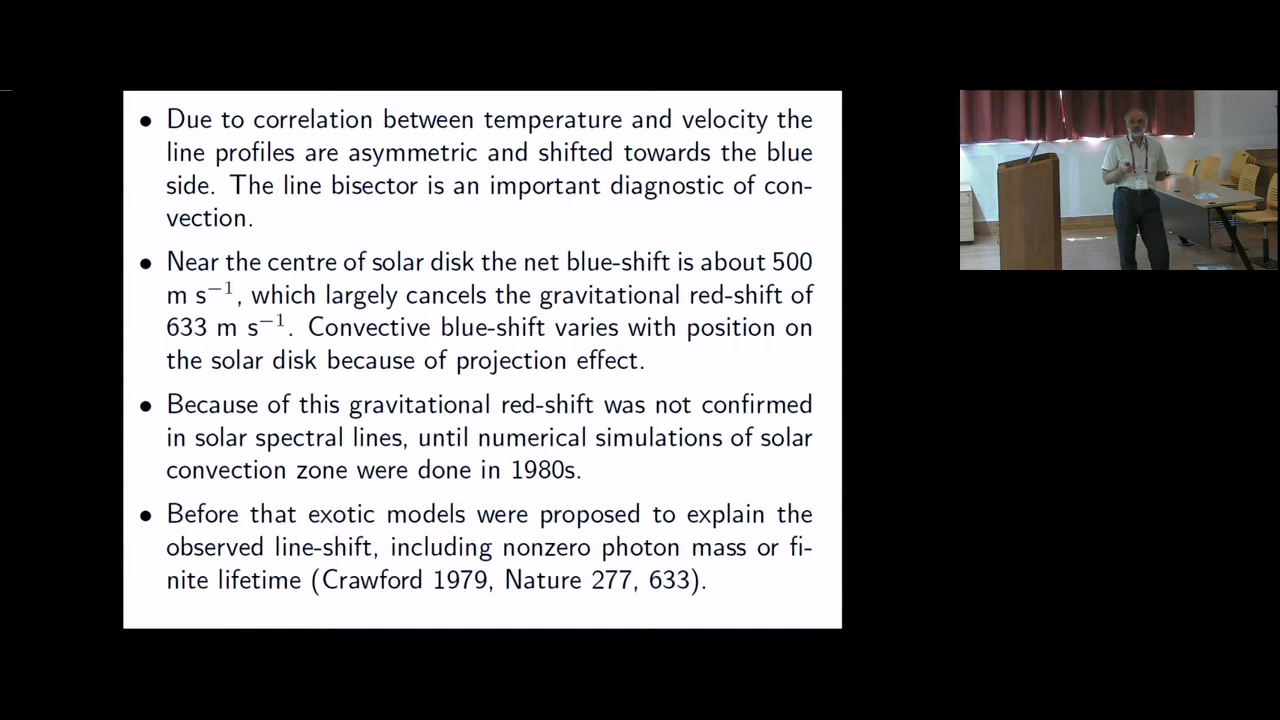 • Due to correlation between temperature and velocity the
line profiles are asymmetric and shifted towards the blue
side. The line bisector is an important diagnostic of con-
vection.
• Near the centre of solar disk the net blue-shift is about 500
m s⁻¹, which largely cancels the gravitational red-shift of
633 m s⁻¹. Convective blue-shift varies with position on
the solar disk because of projection effect.
• Because of this gravitational red-shift was not confirmed
in solar spectral lines, until numerical simulations of solar
convection zone were done in 1980s.
• Before that exotic models were proposed to explain the
observed line-shift, including nonzero photon mass or fi-
nite lifetime (Crawford 1979, Nature 277, 633).